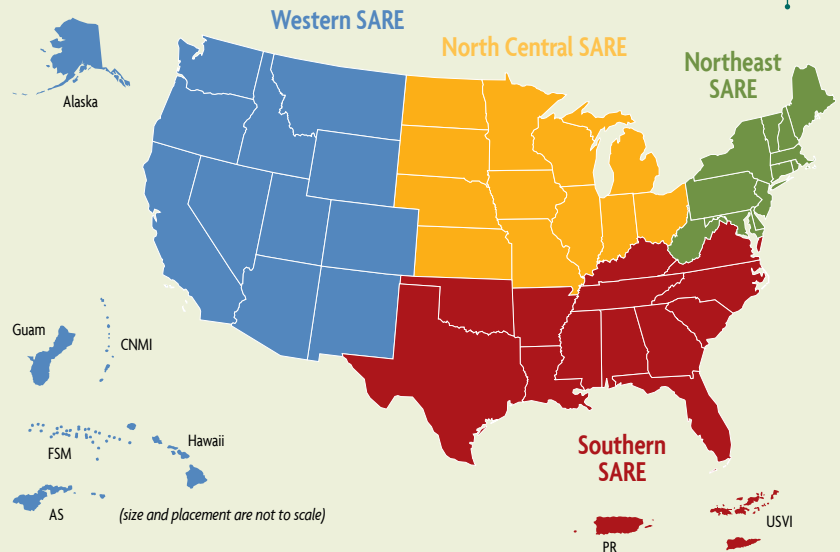 Western SARE
North Central SARE
Northeast
SARE
Alaska
Guam
CNMI
Hawaii
FSM
AS
(size and placement are not to scale)
Southern
SARE
USVI
PR